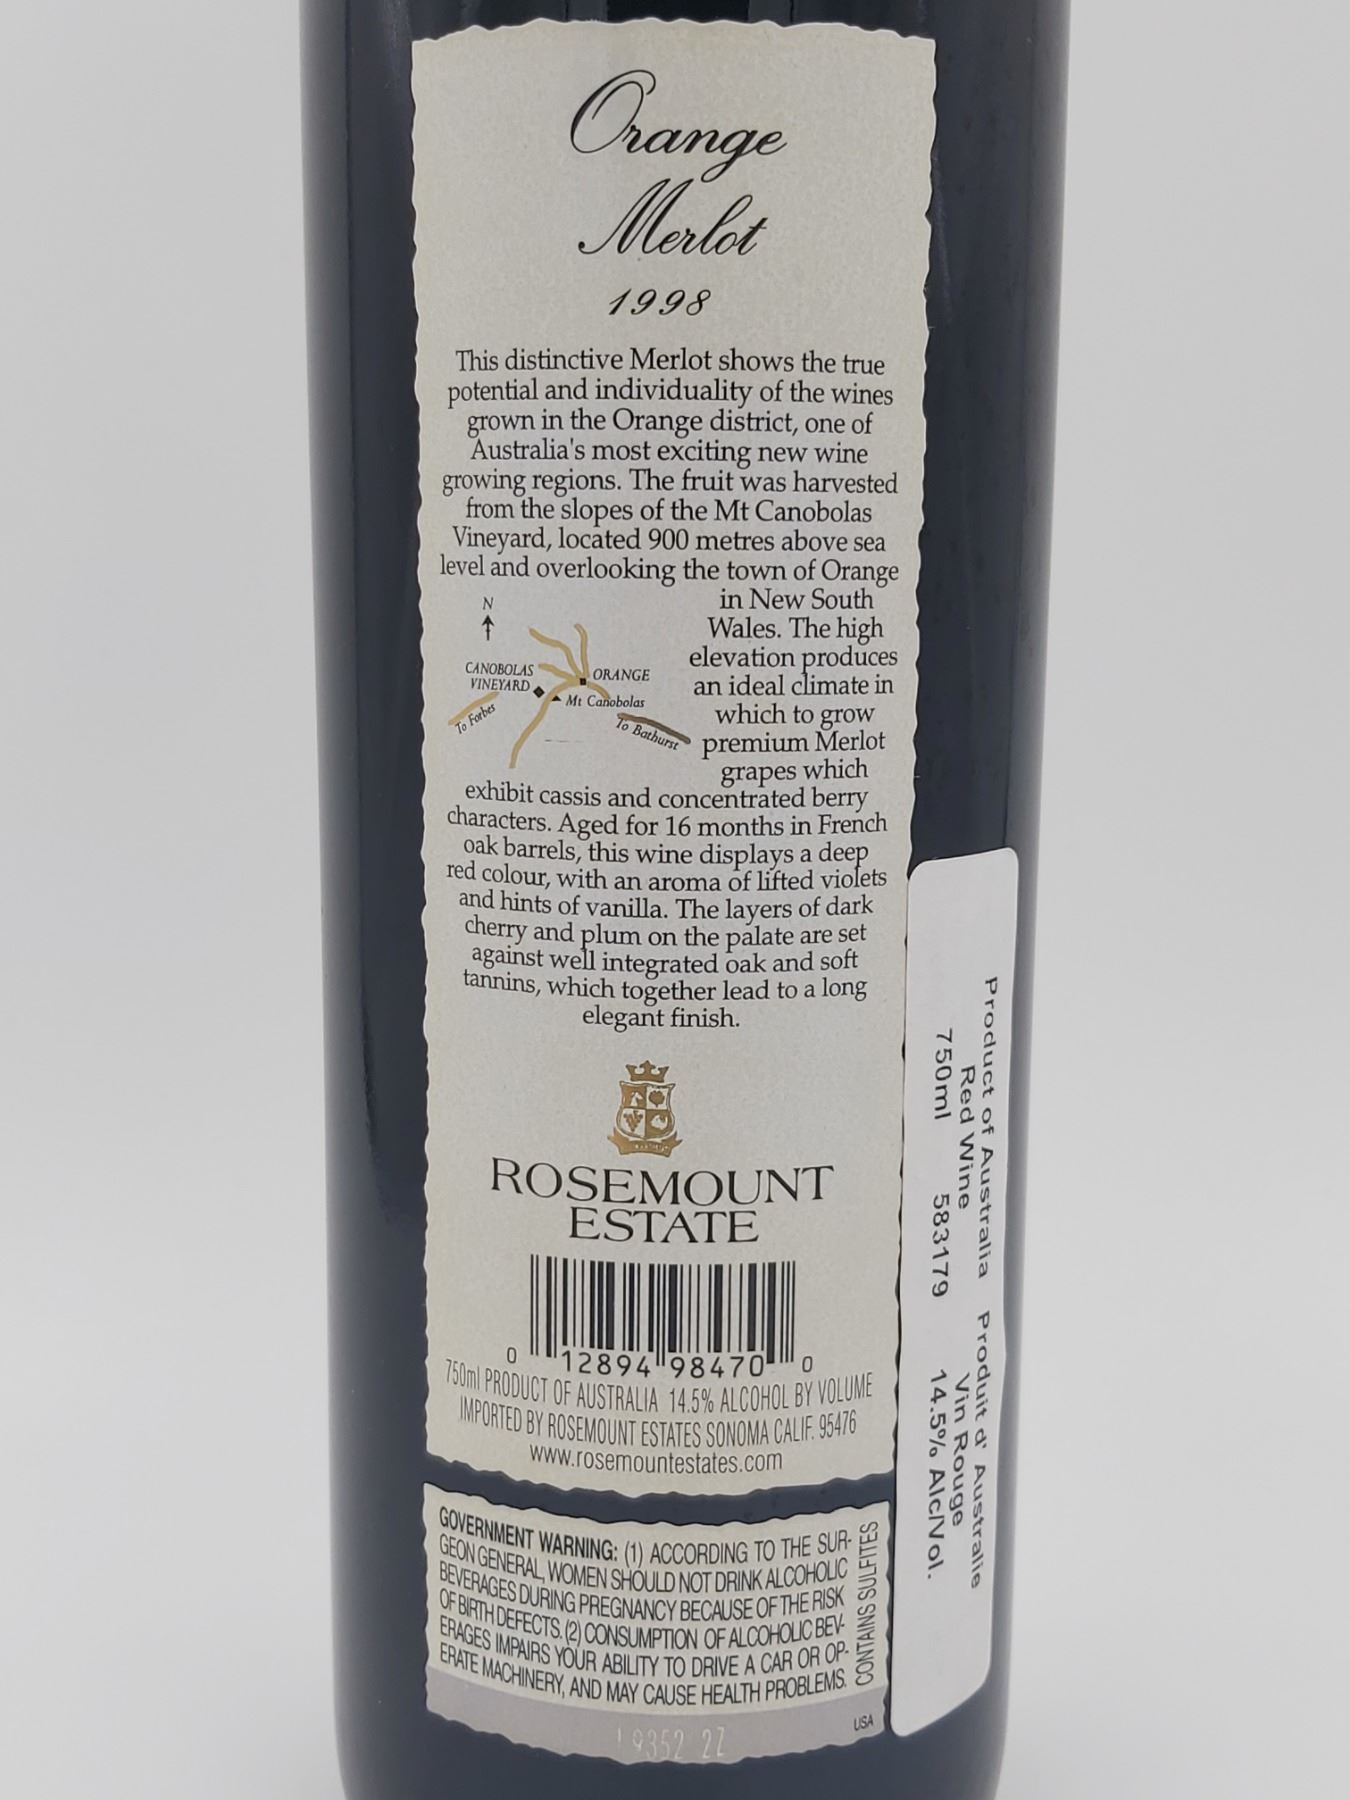 Orange
Merlot
1998
This distinctive Merlot shows the true
potential and individuality of the wines
grown in the Orange district, one of
Australia's most exciting new wine
growing regions. The fruit was harvested
from the slopes of the Mt Canobolas
Vineyard, located 900 metres above sea
level and overlooking the town of Orange
in New South
Wales. The high
elevation produces
an ideal climate in
which to grow
premium Merlot
grapes which
N
CANOBOLAS
VINEYARD
ORANGE
Mt Canobolas
To Forbes
To Bathurst
exhibit cassis and concentrated berry
characters. Aged for 16 months in French
oak barrels, this wine displays a deep
red colour, with an aroma of lifted violets
and hints of vanilla. The layers of dark
cherry and plum on the palate are set
against well integrated oak and soft
tannins, which together lead to a long
elegant finish.
ROSEMOUNT
ESTATE
0 12894 98470 0
750ml PRODUCT OF AUSTRALIA 14.5% ALCOHOL BY VOLUME
IMPORTED BY ROSEMOUNT ESTATES SONOMA CALIF. 95476
www.rosemountestates.com
GOVERNMENT WARNING: (1) ACCORDING TO THE SUR-
GEON GENERAL, WOMEN SHOULD NOT DRINK ALCOHOLIC
BEVERAGES DURING PREGNANCY BECAUSE OF THE RISK
OF BIRTH DEFECTS. (2) CONSUMPTION OF ALCOHOLIC BEV-
ERAGES IMPAIRS YOUR ABILITY TO DRIVE A CAR OR OP-
ERATE MACHINERY, AND MAY CAUSE HEALTH PROBLEMS.
CONTAINS SULFITES
USA
9352 22
Product of Australia Produit d' Australie
Red Wine Vin Rouge
750ml 583179 14.5% Alc/Vol.